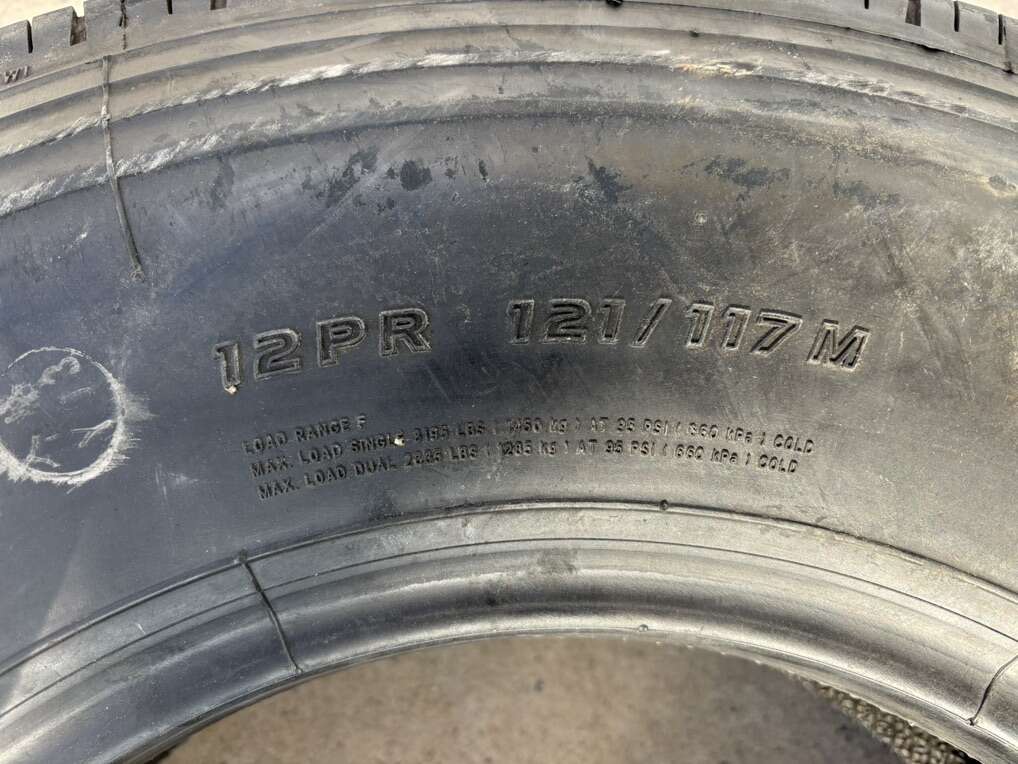 WI
12PR 121/117M
LOAD RANGE F
MAX. LOAD SINGLE 3195 LBS ( 1450 kg ) AT 95 PSI ( 660 kPa ) COLD
MAX. LOAD DUAL 2835 LBS ( 1285 kg ) AT 95 PSI ( 660 kPa ) COLD